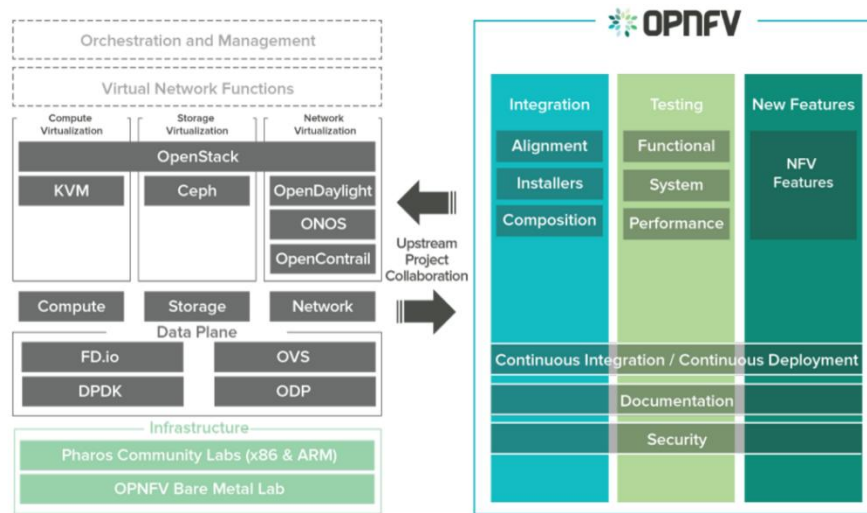 Orchestration and Management
Virtual Network Functions
Compute
Virtualization
Storage
Virtualization
Network
Virtualization
OpenStack
KVM
Ceph
OpenDaylight
ONOS
OpenContrail
Compute
Storage
Network
Data Plane
FD.io
OVS
DPDK
ODP
Infrastructure
Pharos Community Labs (x86 & ARM)
OPNFV Bare Metal Lab
Upstream
Project
Collaboration
OPNFV
Integration
Alignment
Installers
Composition
Testing
Functional
System
Performance
New Features
NFV
Features
Continuous Integration / Continuous Deployment
Documentation
Security